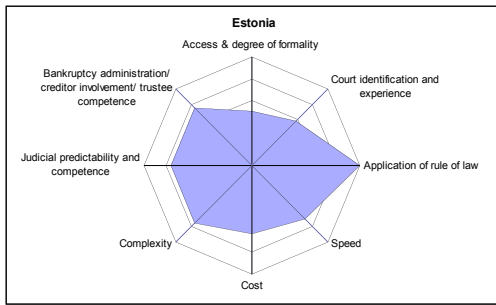 Estonia
Access & degree of formality
Bankruptcy administration/
creditor involvement/ trustee
competence
Court identification and
experience
Judicial predictability and
competence
Application of rule of law
Complexity
Speed
Cost